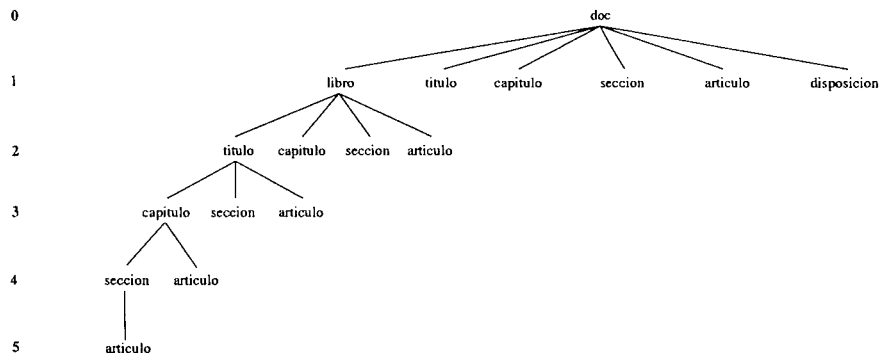 0 doc
1 libro titulo capitulo seccion articulo disposicion
2 titulo capitulo seccion articulo
3 capitulo seccion articulo
4 seccion articulo
5 articulo